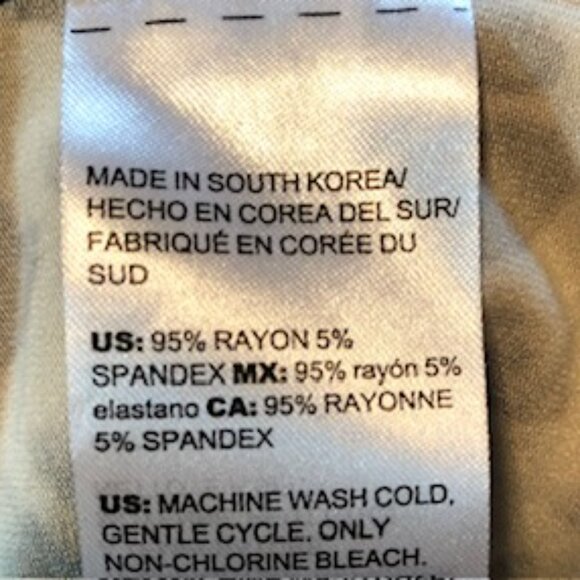 MADE IN SOUTH KOREA/
HECHO EN COREA DEL SUR/
FABRIQUÉ EN CORÉE DU
SUD
US: 95% RAYON 5%
SPANDEX MX: 95% rayón 5%
elastano CA: 95% RAYONNE
5% SPANDEX
US: MACHINE WASH COLD,
GENTLE CYCLE. ONLY
NON-CHLORINE BLEACH.